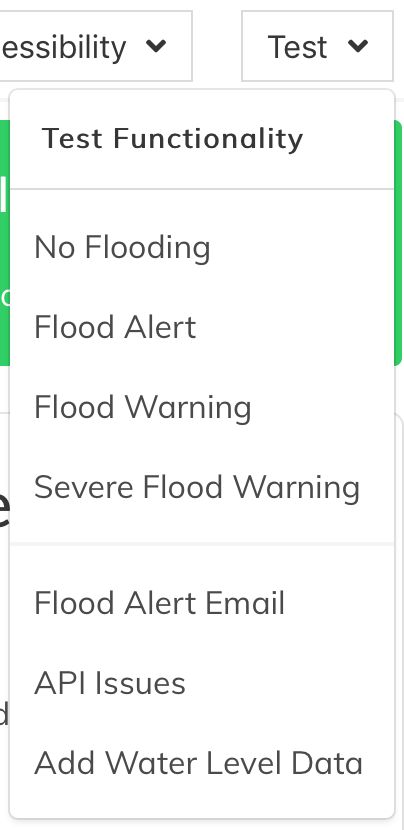 essibility
Test
Test Functionality
No Flooding
Flood Alert
Flood Warning
Severe Flood Warning
Flood Alert Email
API Issues
Add Water Level Data